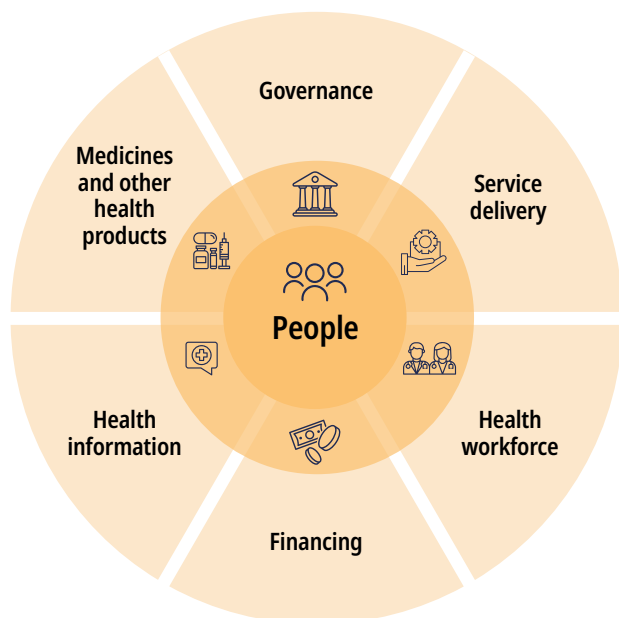 Governance
Service
delivery
Health
workforce
Financing
Health
information
Medicines
and other
health
products
People